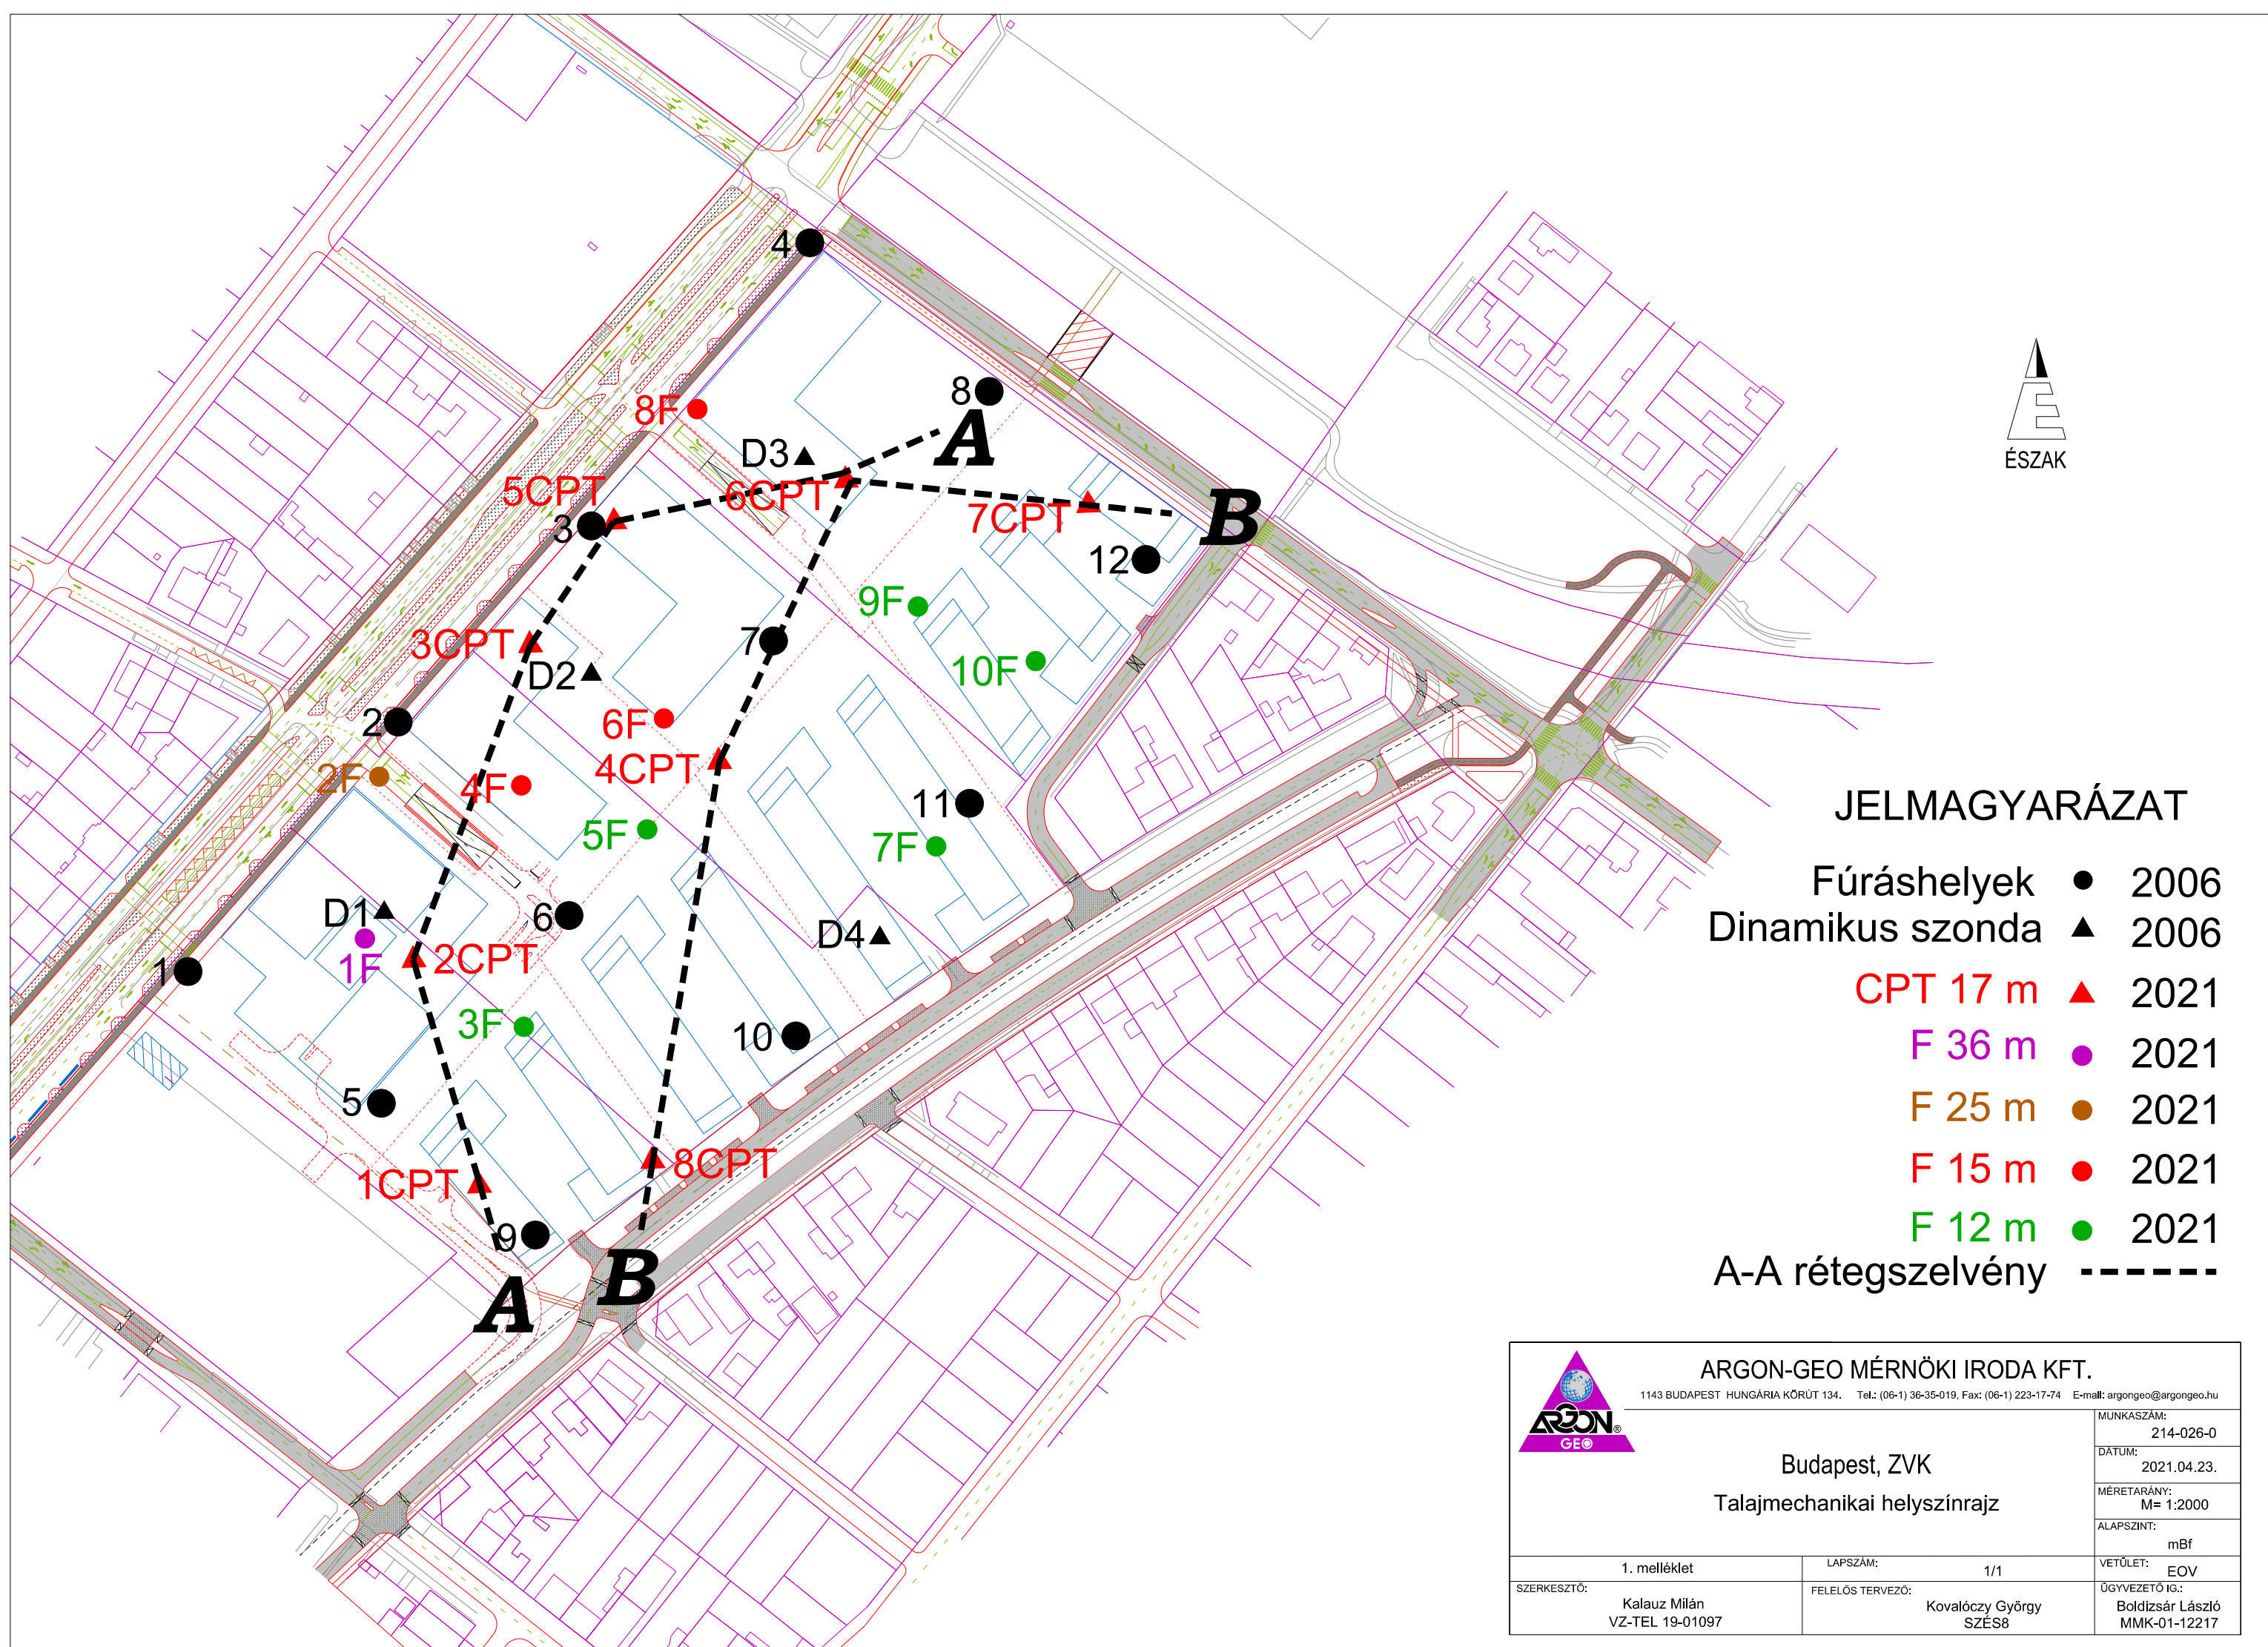 4
8
8F
D3
A
5CPT
6CPT
3
7CPT
B
12
9F
3CPT
7
D2
10F
2
6F
2F
4CPT
4F
11
5F
7F
D1
6
D4
1F
2CPT
1
3F
10
5
8CPT
1CPT
9
B
A
ÉSZAK
JELMAGYARÁZAT
Fúráshelyek 2006
Dinamikus szonda 2006
CPT 17 m 2021
F 36 m 2021
F 25 m 2021
F 15 m 2021
F 12 m 2021
A-A rétegszelvény
ARGON®
GEO
ARGON-GEO MÉRNÖKI IRODA KFT.
1143 BUDAPEST HUNGÁRIA KÖRÚT 134. Tel.: (06-1) 36-35-019, Fax: (06-1) 223-17-74 E-mail: argongeo@argongeo.hu
Budapest, ZVK
Talajmechanikai helyszínrajz
MUNKASZÁM:
214-026-0
DÁTUM:
2021.04.23.
MÉRETARÁNY:
M= 1:2000
ALAPSZINT:
mBf
1. melléklet
LAPSZÁM:
1/1
VETÜLET:
EOV
SZERKESZTŐ:
Kalauz Milán
VZ-TEL 19-01097
FELELŐS TERVEZŐ:
Kovalóczy György
SZÉS8
ÜGYVEZETŐ IG.:
Boldizsár László
MMK-01-12217